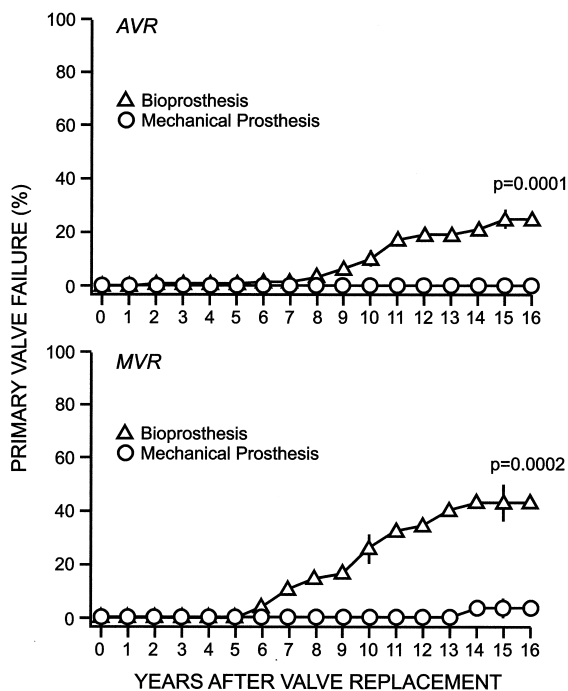 PRIMARY VALVE FAILURE (%)
100
AVR
80
Bioprosthesis
Mechanical Prosthesis
60
40
p=0.0001
20
0
0 1 2 3 4 5 6 7 8 9 10 11 12 13 14 15 16
100
MVR
80
Bioprosthesis
Mechanical Prosthesis
60
p=0.0002
40
20
0
0 1 2 3 4 5 6 7 8 9 10 11 12 13 14 15 16
YEARS AFTER VALVE REPLACEMENT